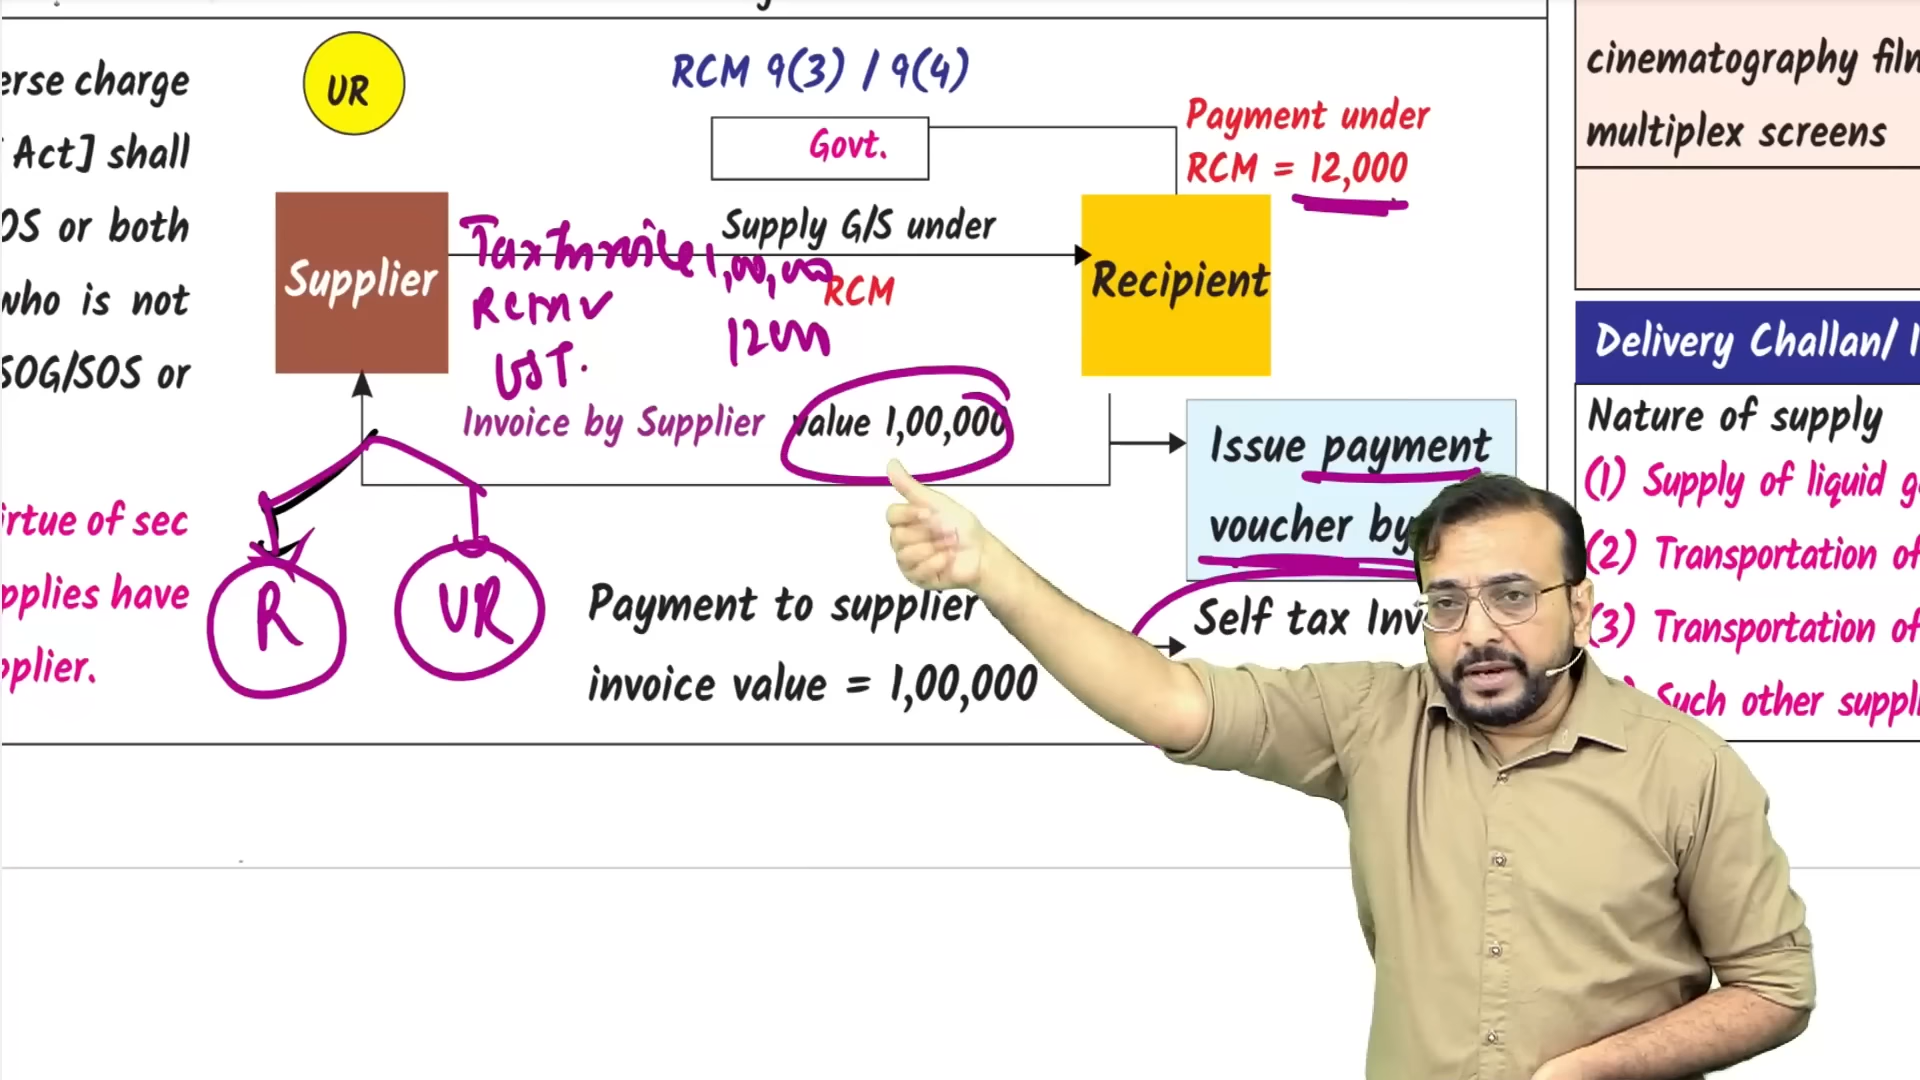 erse charge
Act] shall
OS or both
who is not
SOG/SOS or
irtue of sec
pplies have
pplier.
UR
RCM 9(3) / 9(4)
Govt.
Payment under
RCM = 12,000
Supplier
Tax Invoice 1,00,000
Supply G/S under
RCM
RCM
GST.
12000
Recipient
Invoice by Supplier value 1,00,000
R
UR
Payment to supplier
invoice value = 1,00,000
Issue payment
voucher by
Self tax Inv
cinematography film
multiplex screens
Delivery Challan/
Nature of supply
(1) Supply of liquid g
(2) Transportation of
(3) Transportation of
Such other suppl